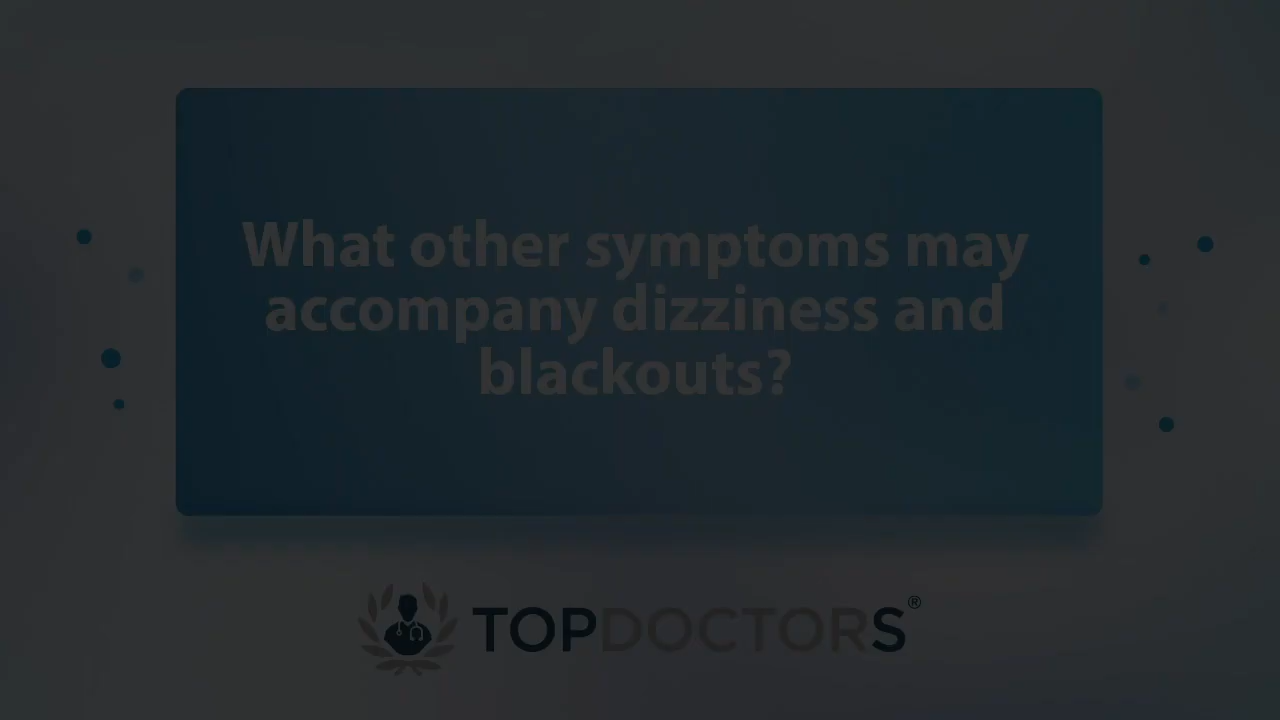 What other symptoms may
accompany dizziness and
blackouts?
TOPDOCTORS®